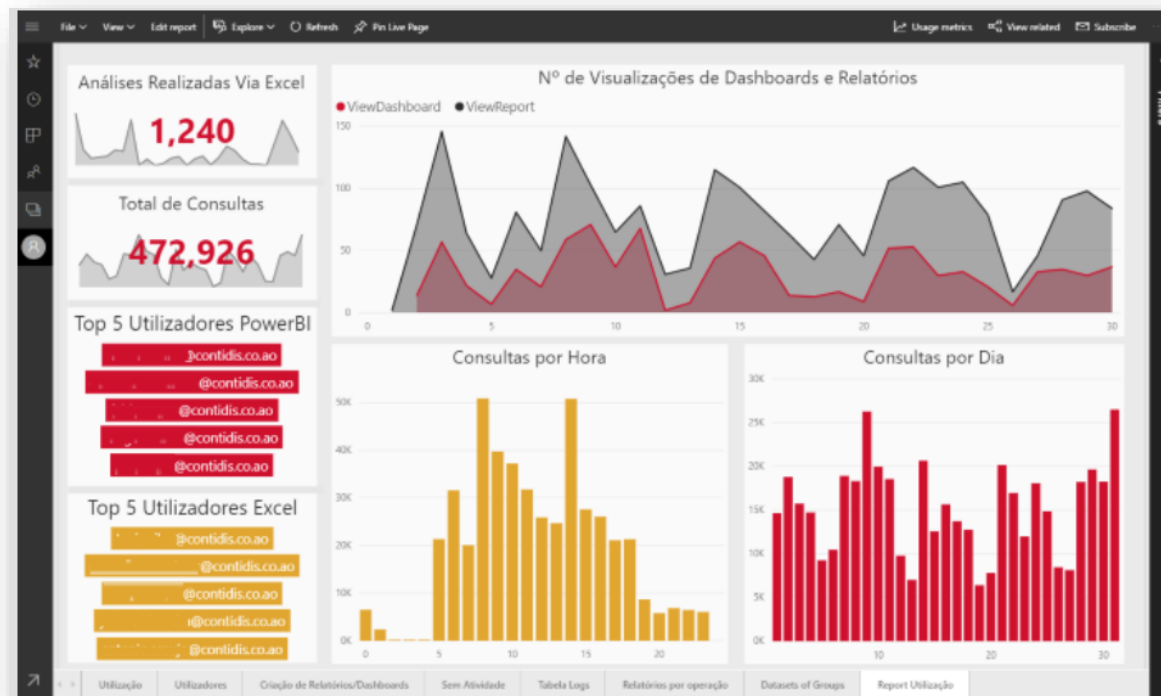 File View Edit report Explore Refresh Pin Live Page Usage metrics View related Subscribe
Filters
Análises Realizadas Via Excel
1,240
Total de Consultas
472,926
Top 5 Utilizadores PowerBI
@contidis.co.ao
@contidis.co.ao
@contidis.co.ao
@contidis.co.ao
@contidis.co.ao
Top 5 Utilizadores Excel
@contidis.co.ao
@contidis.co.ao
@contidis.co.ao
@contidis.co.ao
@contidis.co.ao
Nº de Visualizações de Dashboards e Relatórios
ViewDashboard ViewReport
150
100
50
0
0 5 10 15 20 25 30
Consultas por Hora
50K
40K
30K
20K
10K
0K
0 5 10 15 20
Consultas por Dia
30K
25K
20K
15K
10K
5K
0K
10 20 30
Utilização Utilizadores Criação de Relatórios/Dashboards Sem Atividade Tabela Logs Relatórios por operação Datasets of Groups Report Utilização